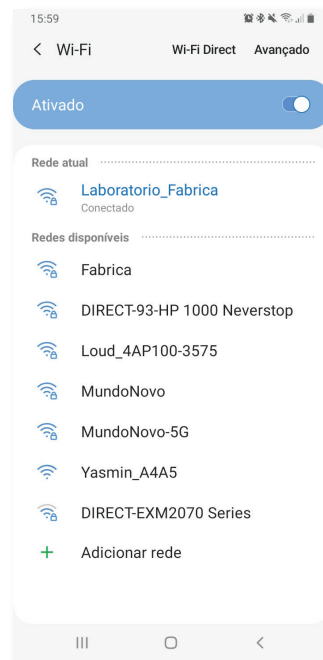 15:59
Wi-Fi Wi-Fi Direct Avançado
Ativado
Rede atual
Laboratorio_Fabrica
Conectado
Redes disponíveis
Fabrica
DIRECT-93-HP 1000 Neverstop
Loud_4AP100-3575
MundoNovo
MundoNovo-5G
Yasmin_A4A5
DIRECT-EXM2070 Series
Adicionar rede